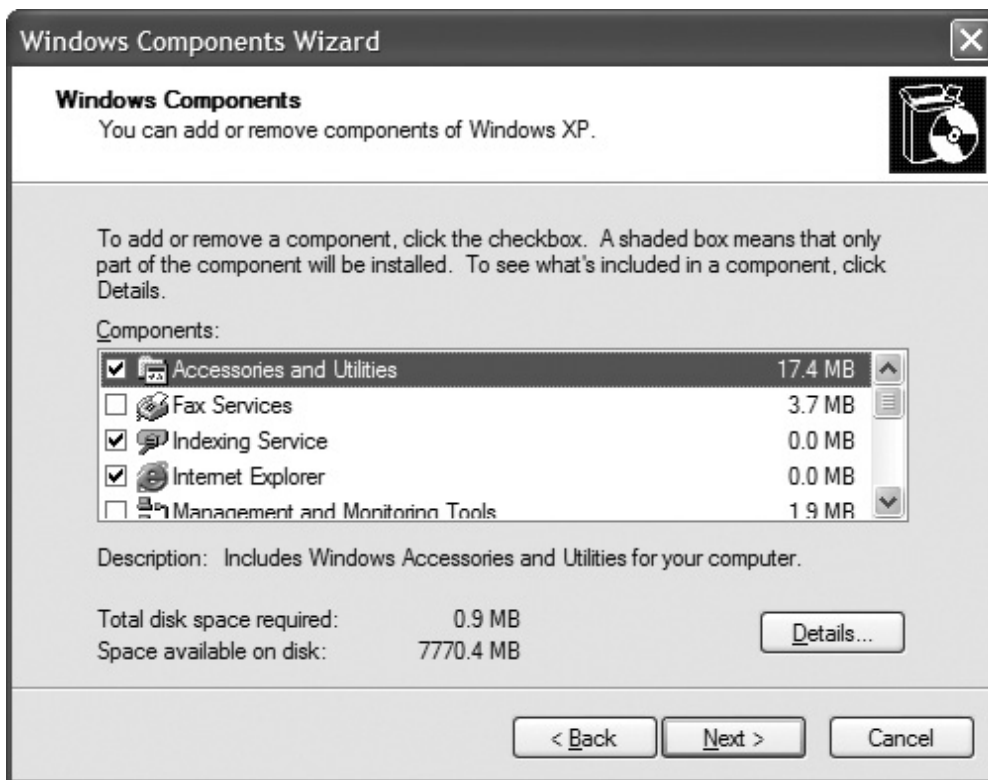 Windows Components Wizard
Windows Components
You can add or remove components of Windows XP.
To add or remove a component, click the checkbox. A shaded box means that only
part of the component will be installed. To see what's included in a component, click
Details.
Components:
Accessories and Utilities 17.4 MB
Fax Services 3.7 MB
Indexing Service 0.0 MB
Internet Explorer 0.0 MB
Management and Monitoring Tools 1.9 MB
Description: Includes Windows Accessories and Utilities for your computer.
Total disk space required: 0.9 MB
Space available on disk: 7770.4 MB
Details...
< Back Next > Cancel